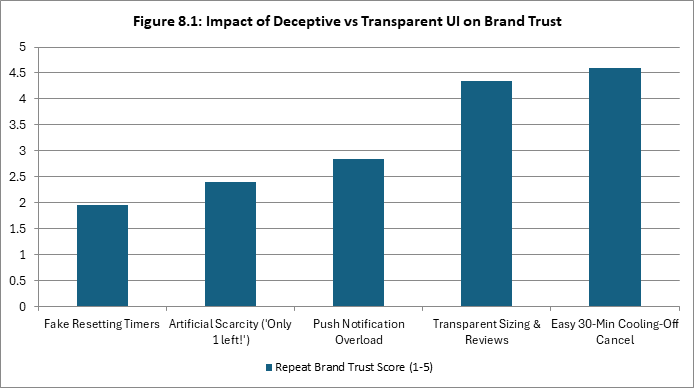 Figure 8.1: Impact of Deceptive vs Transparent UI on Brand Trust
5
4.5
4
3.5
3
2.5
2
1.5
1
0.5
0
Fake Resetting Timers
Artificial Scarcity ('Only
1 left!')
Push Notification
Overload
Transparent Sizing &
Reviews
Easy 30-Min Cooling-Off
Cancel
Repeat Brand Trust Score (1-5)